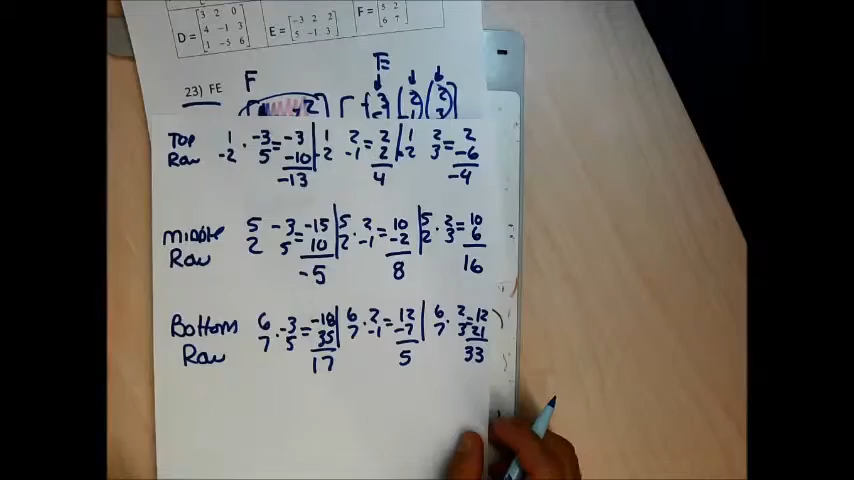 D = [3 2 0
4 -1 3
1 -5 6]
E = [-3 2 2
5 -1 3]
F = [5 2
6 7]
23) FE
F
E
Top Row
1 · -3 = -3 | 1 2 = 2 | 1 2 = 2
-2 5 -10 | -2 -1 2 | -2 3 -6
-13 4 -4
Middle Row
5 -3 = -15 | 5 · 2 = 10 | 5 · 2 = 10
2 5 10 | 2 -1 -2 | 2 3 6
-5 8 16
Bottom Row
6 · -3 = -18 | 6 · 2 = 12 | 6 · 2 = 12
7 5 35 | 7 -1 -7 | 7 3 21
17 5 33